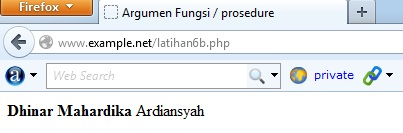 Firefox
Argumen Fungsi / prosedure
www.example.net/latihan6b.php
Web Search
private
Dhinar Mahardika Ardiansyah